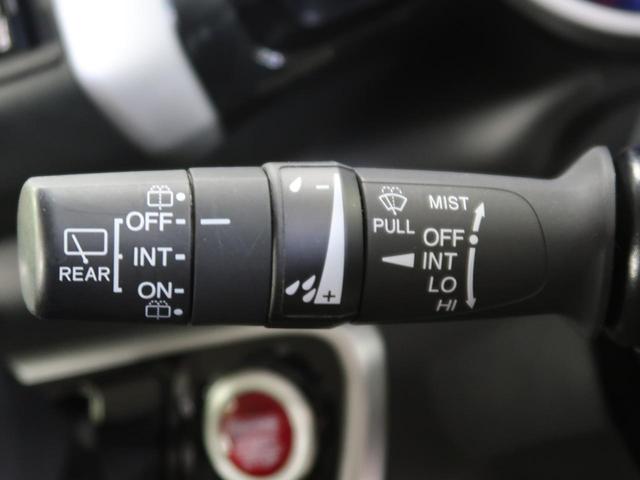 REAR
OFF
INT
ON
−
+
PULL
MIST
OFF
INT
LO
HI